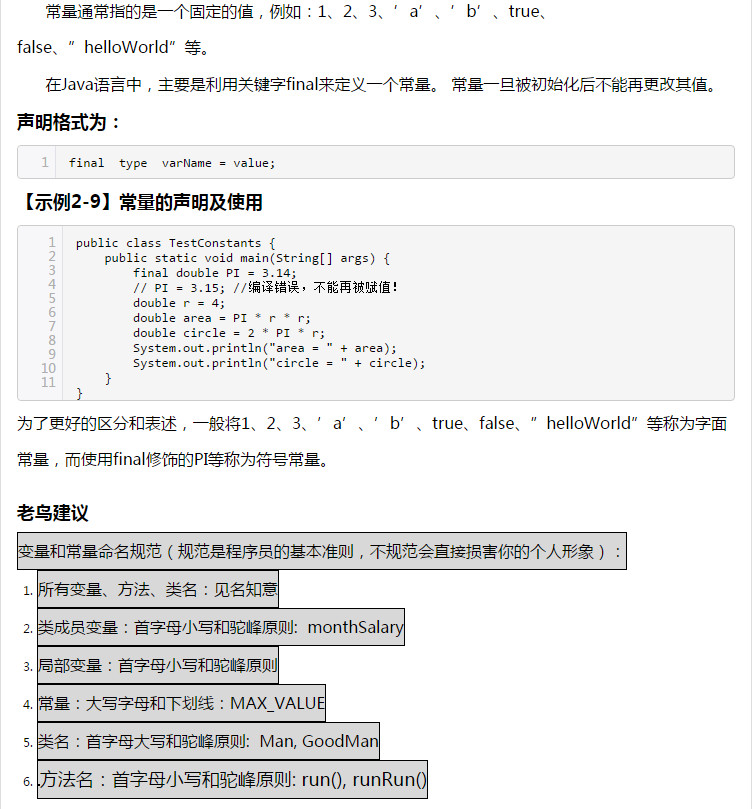 常量通常指的是一个固定的值，例如：1、2、3、’a’、’b’、true、
false、”helloWorld”等。
在Java语言中，主要是利用关键字final来定义一个常量。 常量一旦被初始化后不能再更改其值。
声明格式为：
1 final  type  varName = value;
【示例2-9】常量的声明及使用
1 public class TestConstants {
2     public static void main(String[] args) {
3         final double PI = 3.14;
4         // PI = 3.15; //编译错误，不能再被赋值！
5         double r = 4;
6         double area = PI * r * r;
7         double circle = 2 * PI * r;
8         System.out.println("area = " + area);
9         System.out.println("circle = " + circle);
10     }
11 }
为了更好的区分和表述，一般将1、2、3、’a’、’b’、true、false、”helloWorld”等称为字面
常量，而使用final修饰的PI等称为符号常量。
老鸟建议
变量和常量命名规范（规范是程序员的基本准则，不规范会直接损害你的个人形象）：
1. 所有变量、方法、类名：见名知意
2. 类成员变量：首字母小写和驼峰原则:  monthSalary
3. 局部变量：首字母小写和驼峰原则
4. 常量：大写字母和下划线：MAX_VALUE
5. 类名：首字母大写和驼峰原则:  Man, GoodMan
6. .方法名：首字母小写和驼峰原则: run(), runRun()